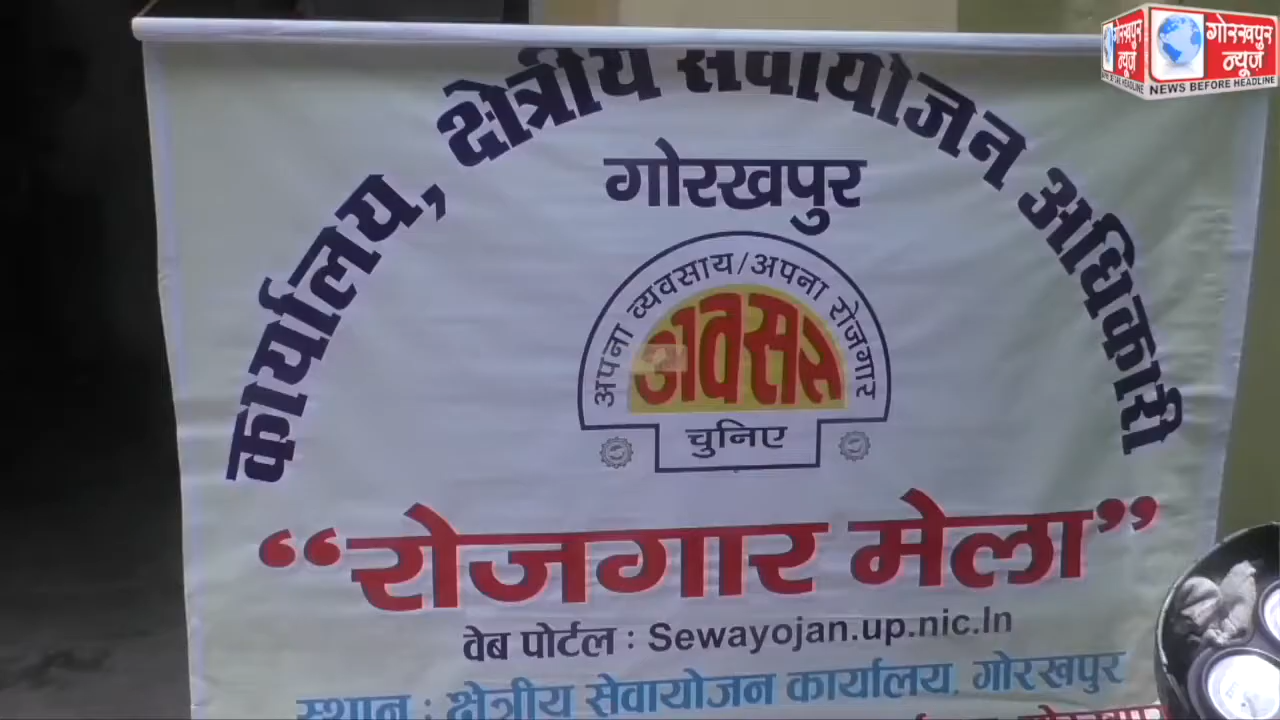 गोरखपुर
न्यूज़
NEWS BEFORE HEADLINE
कार्यालय, क्षेत्रीय सेवायोजन अधिकारी
गोरखपुर
अपना व्यवसाय/अपना रोजगार
अवसर
चुनिए
“रोजगार मेला”
वेब पोर्टल : Sewayojan.up.nic.In
स्थान : क्षेत्रीय सेवायोजन कार्यालय, गोरखपुर